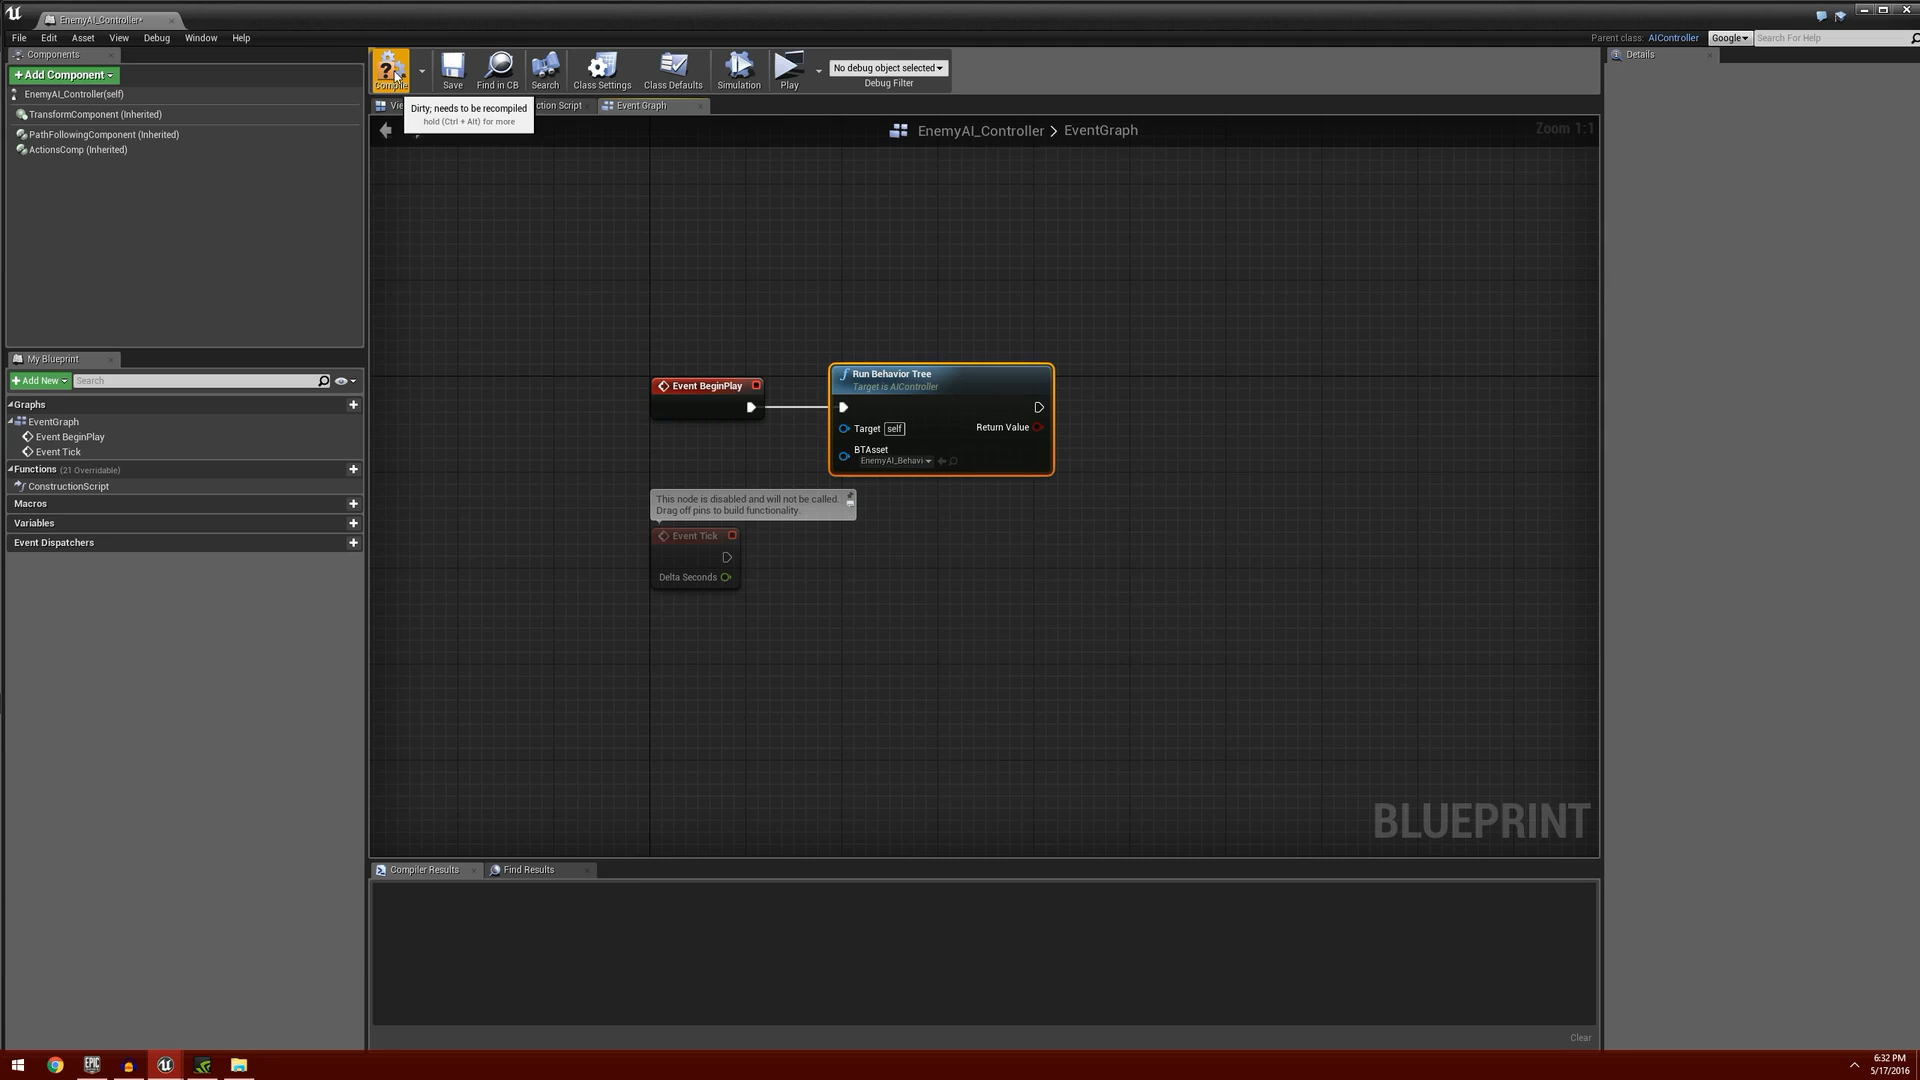 EnemyAI_Controller*
File Edit Asset View Debug Window Help
Parent class: AIController Google Search For Help
Components
+Add Component
EnemyAI_Controller(self)
TransformComponent (Inherited)
PathFollowingComponent (Inherited)
ActionsComp (Inherited)
Compile
Save
Find in CB
Search
Class Settings
Class Defaults
Simulation
Play
No debug object selected
Debug Filter
Details
Dirty; needs to be recompiled
hold (Ctrl + Alt) for more
Vie
ction Script
Event Graph
EnemyAI_Controller > EventGraph
Zoom 1:1
My Blueprint
+Add New
Search
Graphs
EventGraph
Event BeginPlay
Event Tick
Functions (21 Overridable)
ConstructionScript
Macros
Variables
Event Dispatchers
Event BeginPlay
Run Behavior Tree
Target is AIController
Target self
Return Value
BTAsset
EnemyAI_Behavi
This node is disabled and will not be called.
Drag off pins to build functionality.
Event Tick
Delta Seconds
BLUEPRINT
Compiler Results
Find Results
Clear
EPIC
6:32 PM
5/17/2016